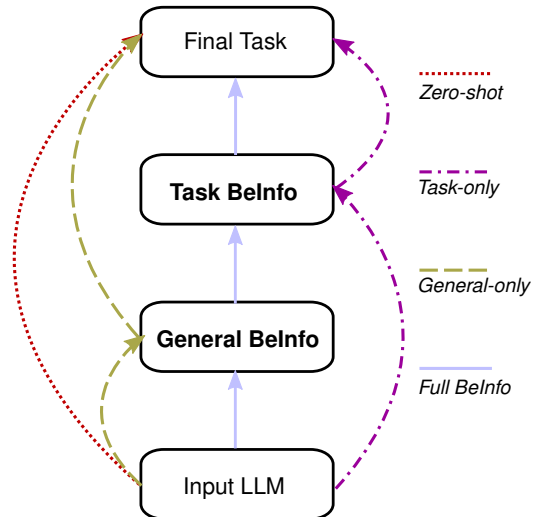 Final Task
Zero-shot
Task BeInfo
Task-only
General-only
General BeInfo
Full BeInfo
Input LLM